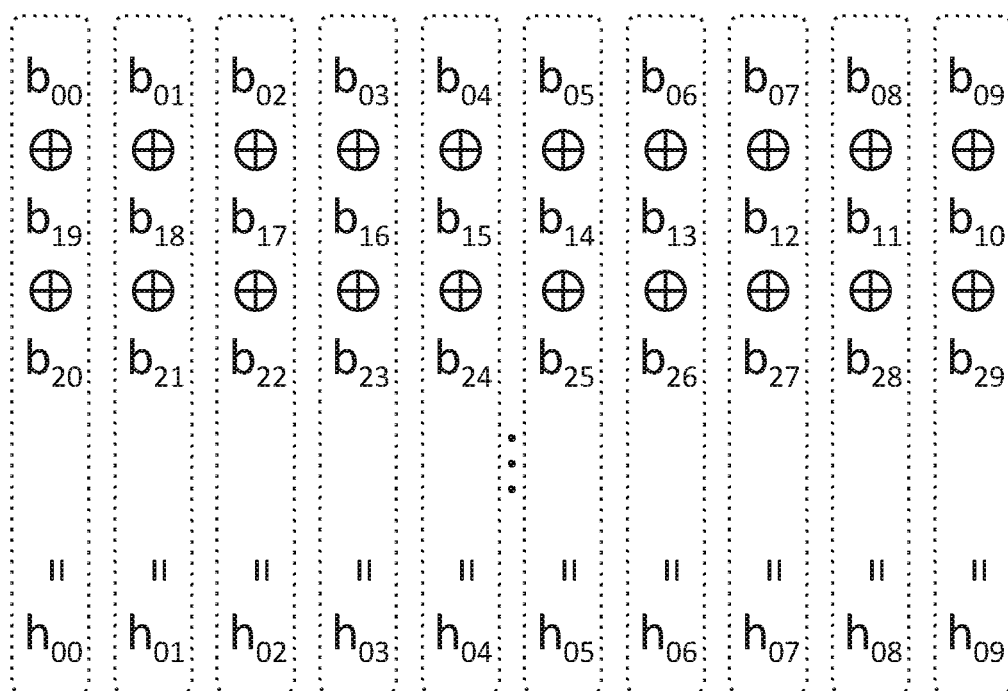 b00 b01 b02 b03 b04 b05 b06 b07 b08 b09
⊕ ⊕ ⊕ ⊕ ⊕ ⊕ ⊕ ⊕ ⊕ ⊕
b19 b18 b17 b16 b15 b14 b13 b12 b11 b10
⊕ ⊕ ⊕ ⊕ ⊕ ⊕ ⊕ ⊕ ⊕ ⊕
b20 b21 b22 b23 b24 b25 b26 b27 b28 b29
⋮
= = = = = = = = = =
h00 h01 h02 h03 h04 h05 h06 h07 h08 h09